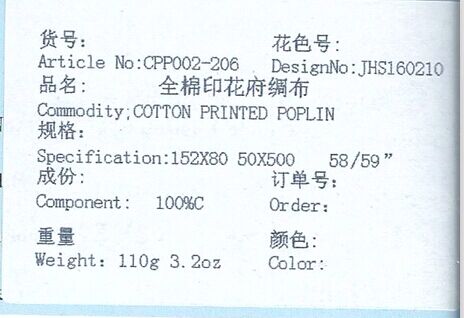 货号: 花色号:
Article No:CPP002-206 DesignNo:JHS160210
品名: 全棉印花府绸布
Commodity;COTTON PRINTED POPLIN
规格:
Specification:152X80 50X500 58/59”
成份: 订单号:
Component: 100%C Order:
重量 颜色:
Weight: 110g 3.2oz Color: